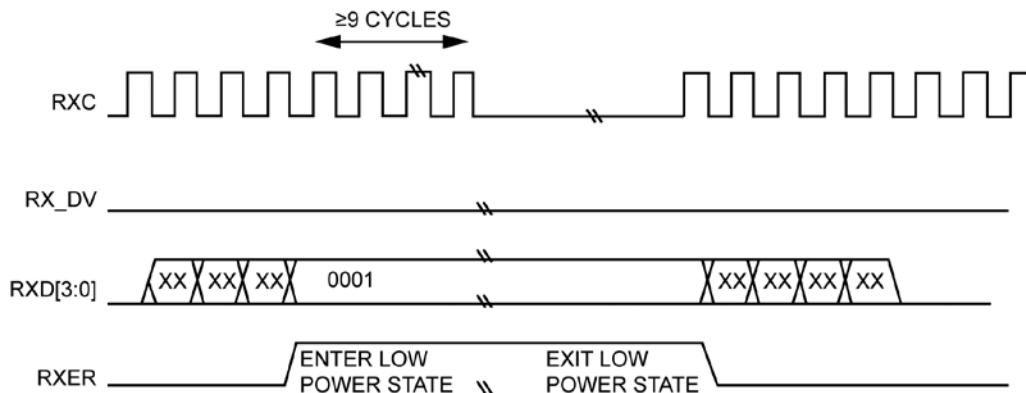 ≥9 CYCLES
RXC
RX_DV
RXD[3:0] XX XX XX 0001 XX XX XX XX
RXER ENTER LOW POWER STATE EXIT LOW POWER STATE